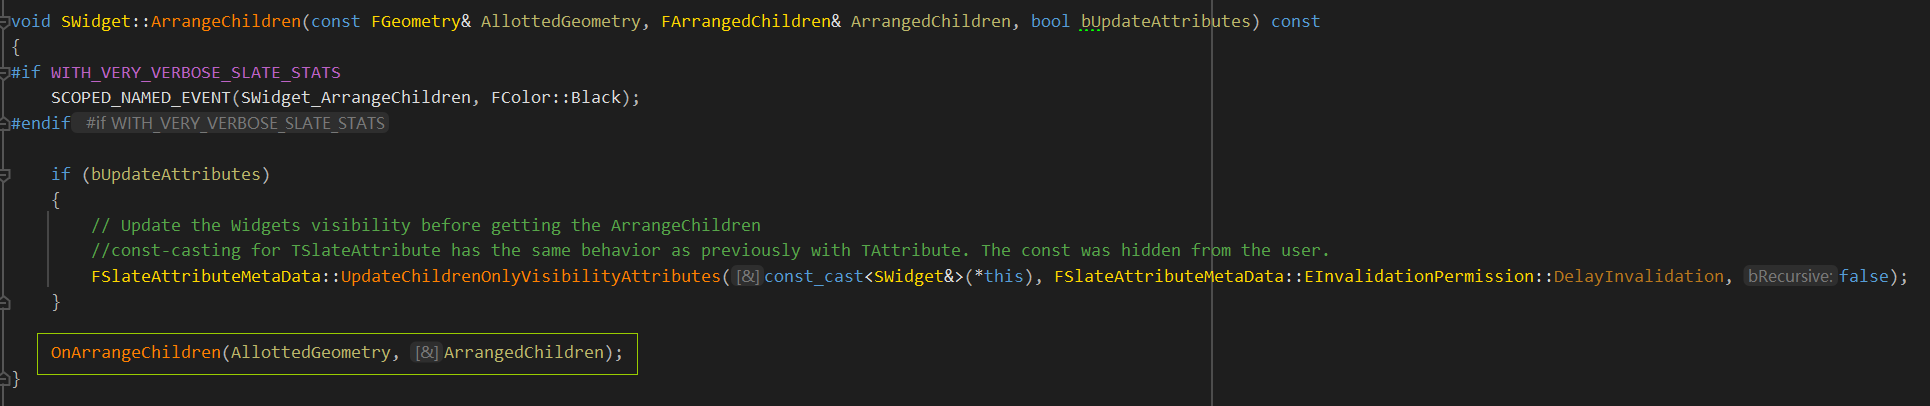 void SWidget::ArrangeChildren(const FGeometry& AllottedGeometry, FArrangedChildren& ArrangedChildren, bool bUpdateAttributes) const
{
#if WITH_VERY_VERBOSE_SLATE_STATS
SCOPED_NAMED_EVENT(SWidget_ArrangeChildren, FColor::Black);
#endif #if WITH_VERY_VERBOSE_SLATE_STATS
if (bUpdateAttributes)
{
// Update the Widgets visibility before getting the ArrangeChildren
//const-casting for TSlateAttribute has the same behavior as previously with TAttribute. The const was hidden from the user.
FSlateAttributeMetaData::UpdateChildrenOnlyVisibilityAttributes([&]const_cast<SWidget&>(*this), FSlateAttributeMetaData::EInvalidationPermission::DelayInvalidation, bRecursive:false);
}
OnArrangeChildren(AllottedGeometry, [&]ArrangedChildren);
}